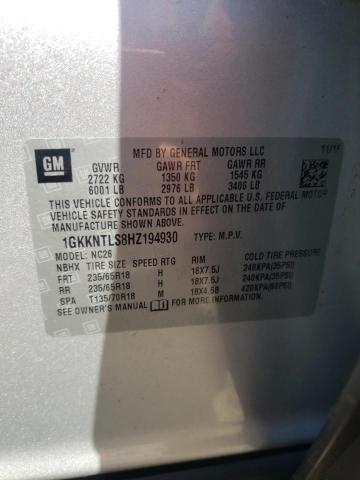 GM
MFD BY GENERAL MOTORS LLC
11/16
GVWR GAWR FRT GAWR RR
2722 KG 1350 KG 1545 KG
6001 LB 2976 LB 3406 LB
THIS VEHICLE CONFORMS TO ALL APPLICABLE U.S. FEDERAL MOTOR
VEHICLE SAFETY AND THEFT PREVENTION STANDARDS IN EFFECT ON THE DATE OF
MANUFACTURE SHOWN ABOVE.
1GKKNTLS8HZ194930 TYPE: M.P.V.
MODEL: NC26
NBHX TIRE SIZE SPEED RTG RIM COLD TIRE PRESSURE
FRT 235/65R18 H 18X7.5J 240KPA(35PSI)
RR 235/65R18 H 18X7.5J 240KPA(35PSI)
SPA T135/70R18 M 18X4.5B 420KPA(60PSI)
SEE OWNER'S MANUAL FOR MORE INFORMATION